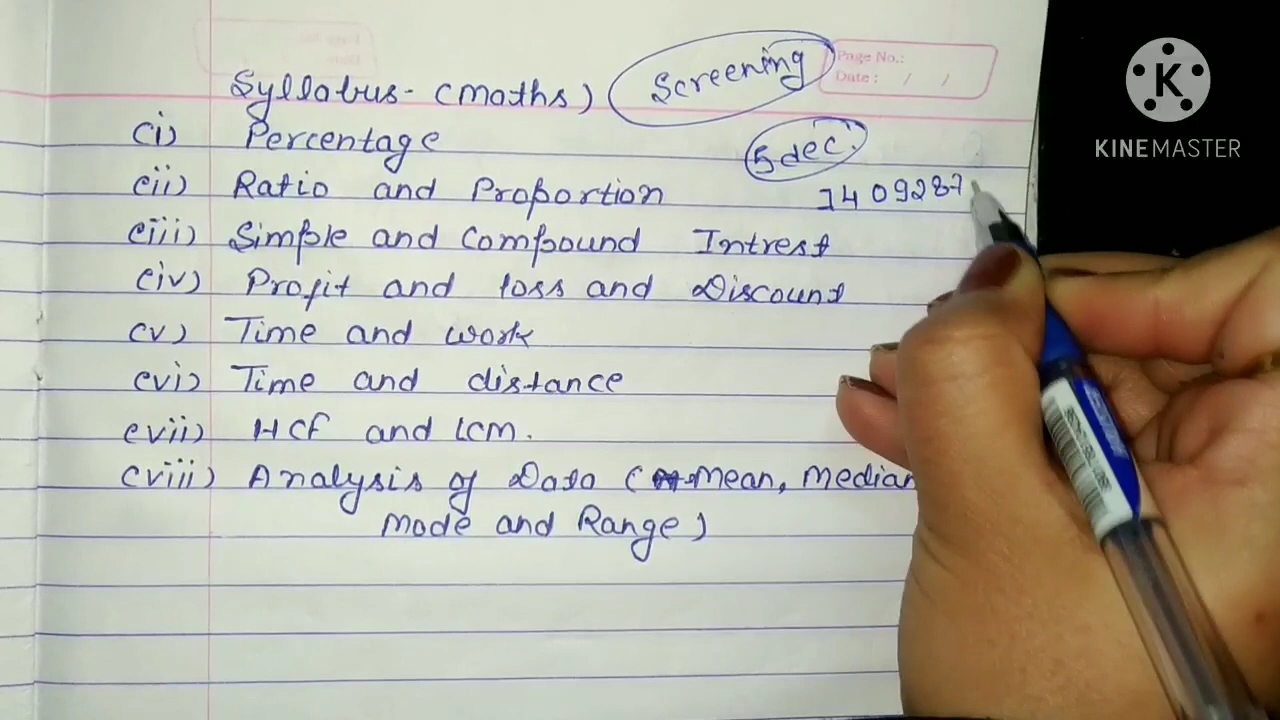 Syllabus - (Maths) Screening
Page No.:
Date : / /
5 dec.
(i) Percentage
(ii) Ratio and Proportion
7409287
(iii) Simple and Compound Intrest
(iv) Profit and loss and Discount
(v) Time and work
(vi) Time and distance
(vii) HCF and LCM.
(viii) Analysis of Data (Mean, Median
Mode and Range)
K
KINEMASTER